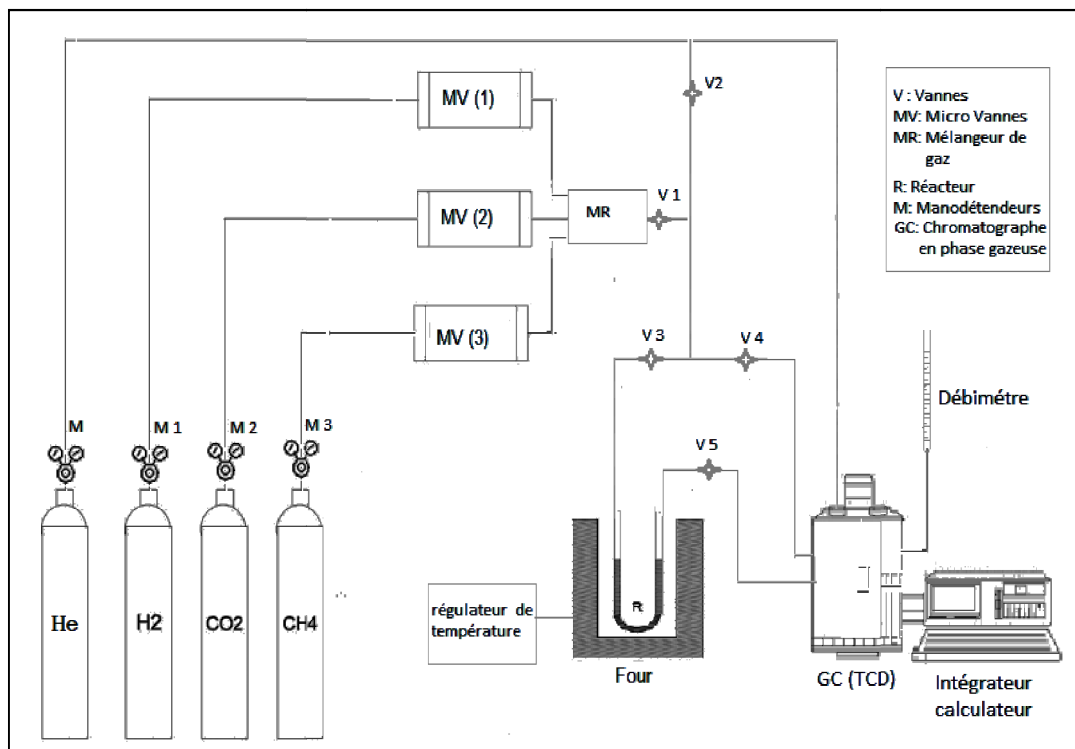 MV (1)
V2
V : Vannes
MV: Micro Vannes
MR: Mélangeur de
gaz
R: Réacteur
M: Manodétendeurs
GC: Chromatographe
en phase gazeuse
MV (2)
MR
V 1
MV (3)
V 3
V 4
Débimétre
M
M 1
M 2
M 3
V 5
He
H2
CO2
CH4
régulateur de
température
R
Four
GC (TCD)
Intégrateur
calculateur